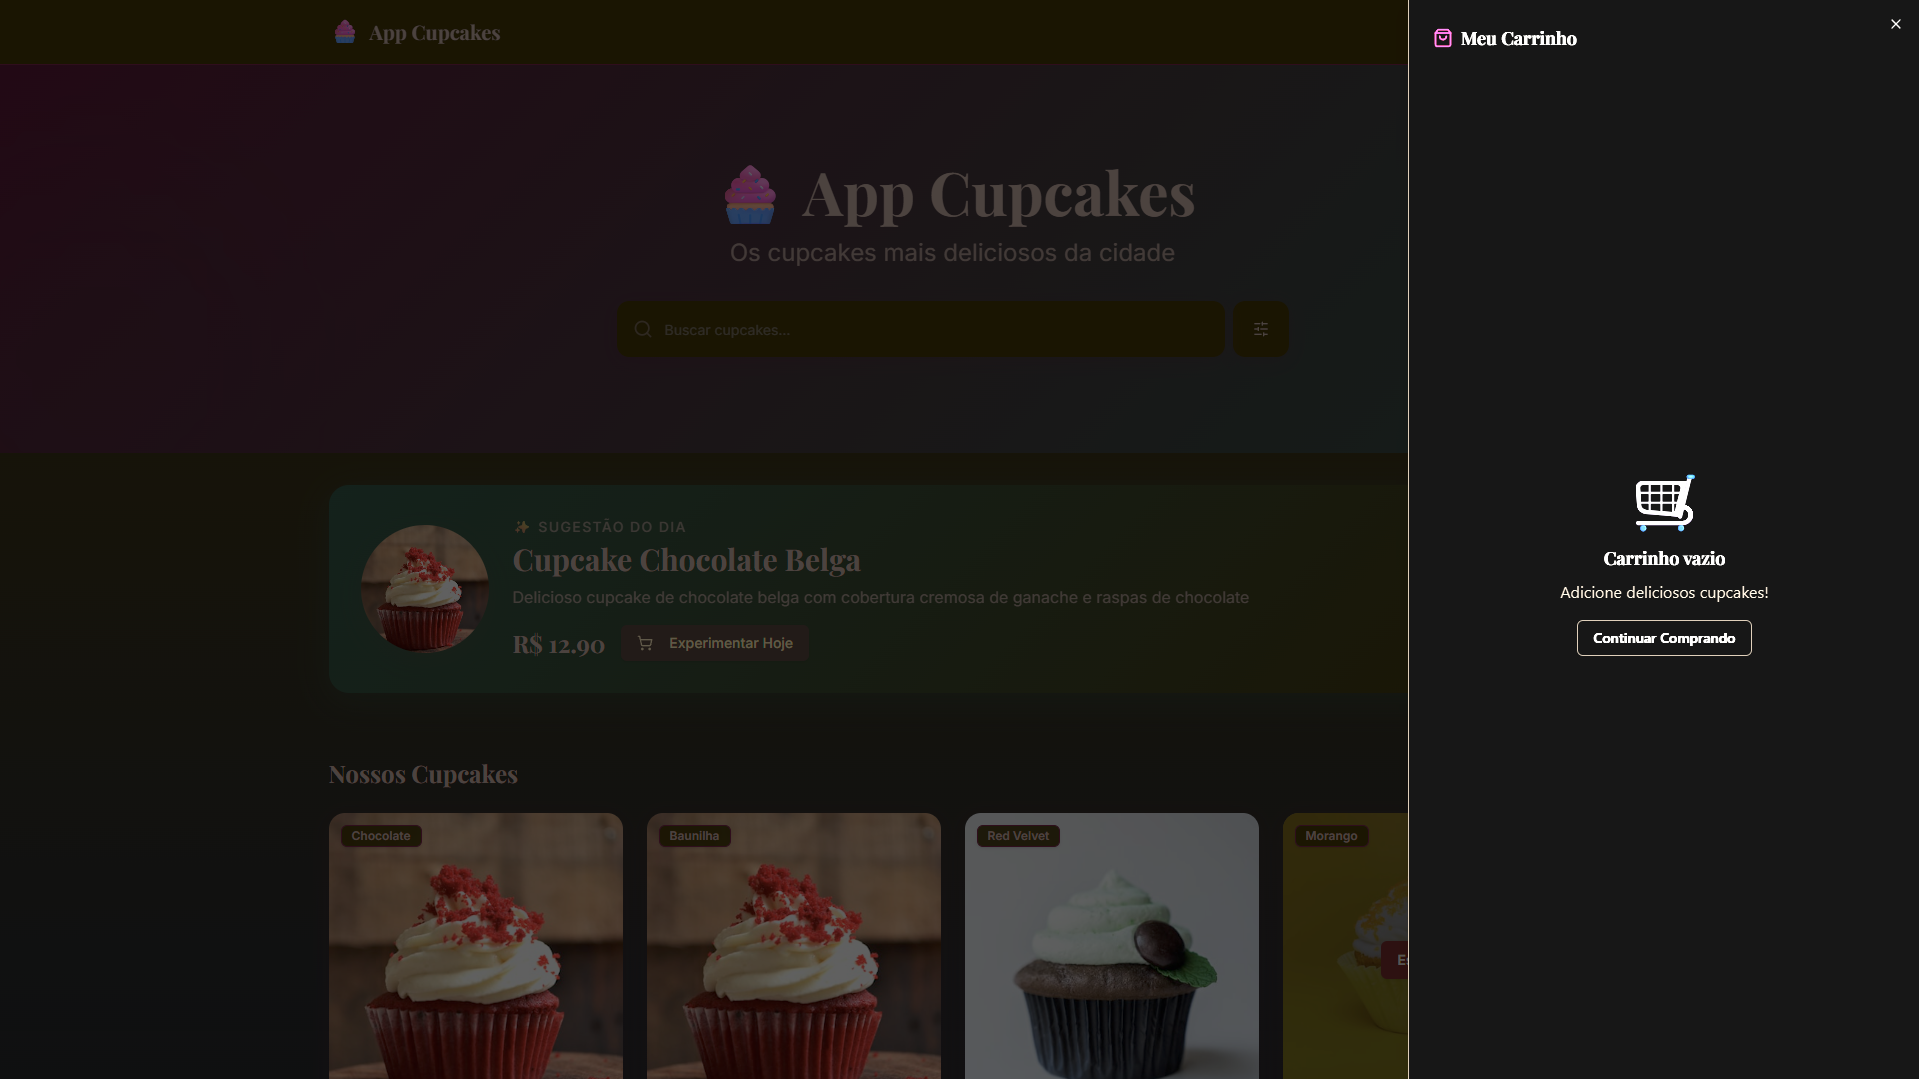 App Cupcakes
Meu Carrinho
App Cupcakes
Os cupcakes mais deliciosos da cidade
Buscar cupcakes...
SUGESTÃO DO DIA
Cupcake Chocolate Belga
Delicioso cupcake de chocolate belga com cobertura cremosa de ganache e raspas de chocolate
R$ 12.90
Experimentar Hoje
Carrinho vazio
Adicione deliciosos cupcakes!
Continuar Comprando
Nossos Cupcakes
Chocolate
Baunilha
Red Velvet
Morango